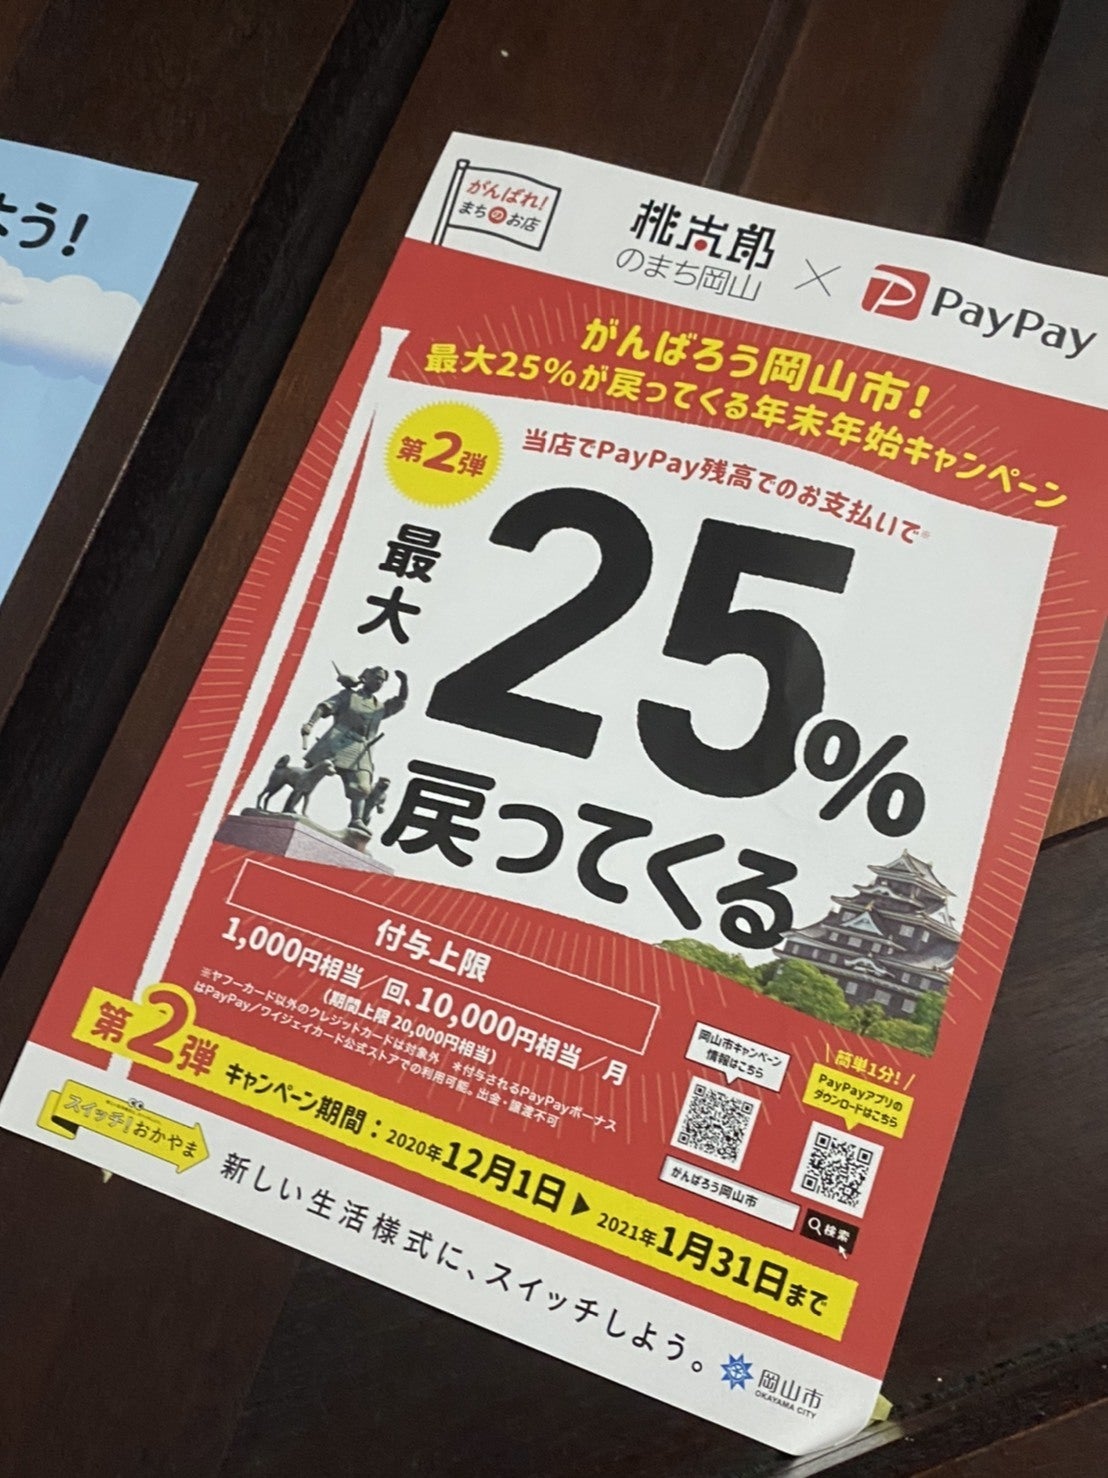 よう!
がんばれ!
まちのお店
桃太郎
のまち岡山
×
PayPay
がんばろう岡山市!
最大25%が戻ってくる年末年始キャンペーン
第2弾
当店でPayPay残高でのお支払いで※
最大
25%
戻ってくる
付与上限
1,000円相当/回、10,000円相当/月
(期間上限 20,000円相当)
※ヤフーカード以外のクレジットカードは対象外 ＊付与されるPayPayボーナス
はPayPay/ワイジェイカード公式ストアでの利用可能。出金・譲渡不可
岡山市キャンペーン
情報はこちら
簡単1分!
PayPayアプリの
ダウンロードはこちら
がんばろう岡山市
検索
第2弾
キャンペーン期間：2020年12月1日▶2021年1月31日まで
スイッチ!おかやま
新しい生活様式に、スイッチしよう。
岡山市
OKAYAMA CITY